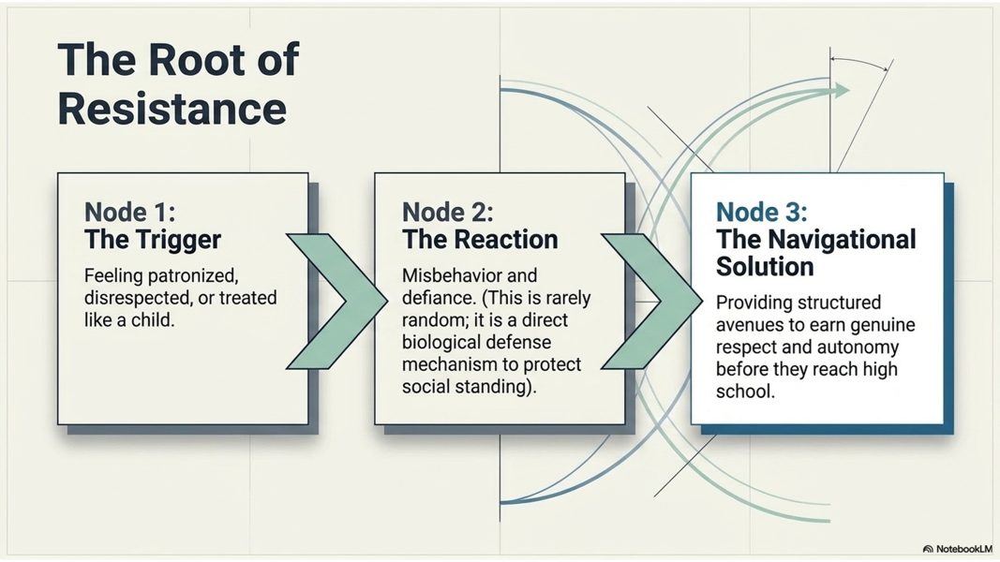 The Root of
Resistance
Node 1:
The Trigger
Feeling patronized,
disrespected, or treated
like a child.
Node 2:
The Reaction
Misbehavior and
defiance. (This is rarely
random; it is a direct
biological defense
mechanism to protect
social standing).
Node 3:
The Navigational
Solution
Providing structured
avenues to earn genuine
respect and autonomy
before they reach high
school.
NotebookLM